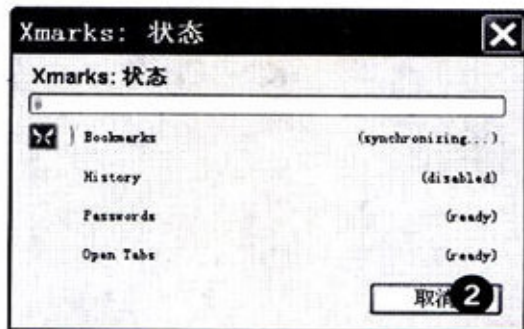 Xmarks: 状态
Xmarks: 状态
Bookmarks (synchronizing...)
History (disabled)
Passwords (ready)
Open Tabs (ready)
取消 2